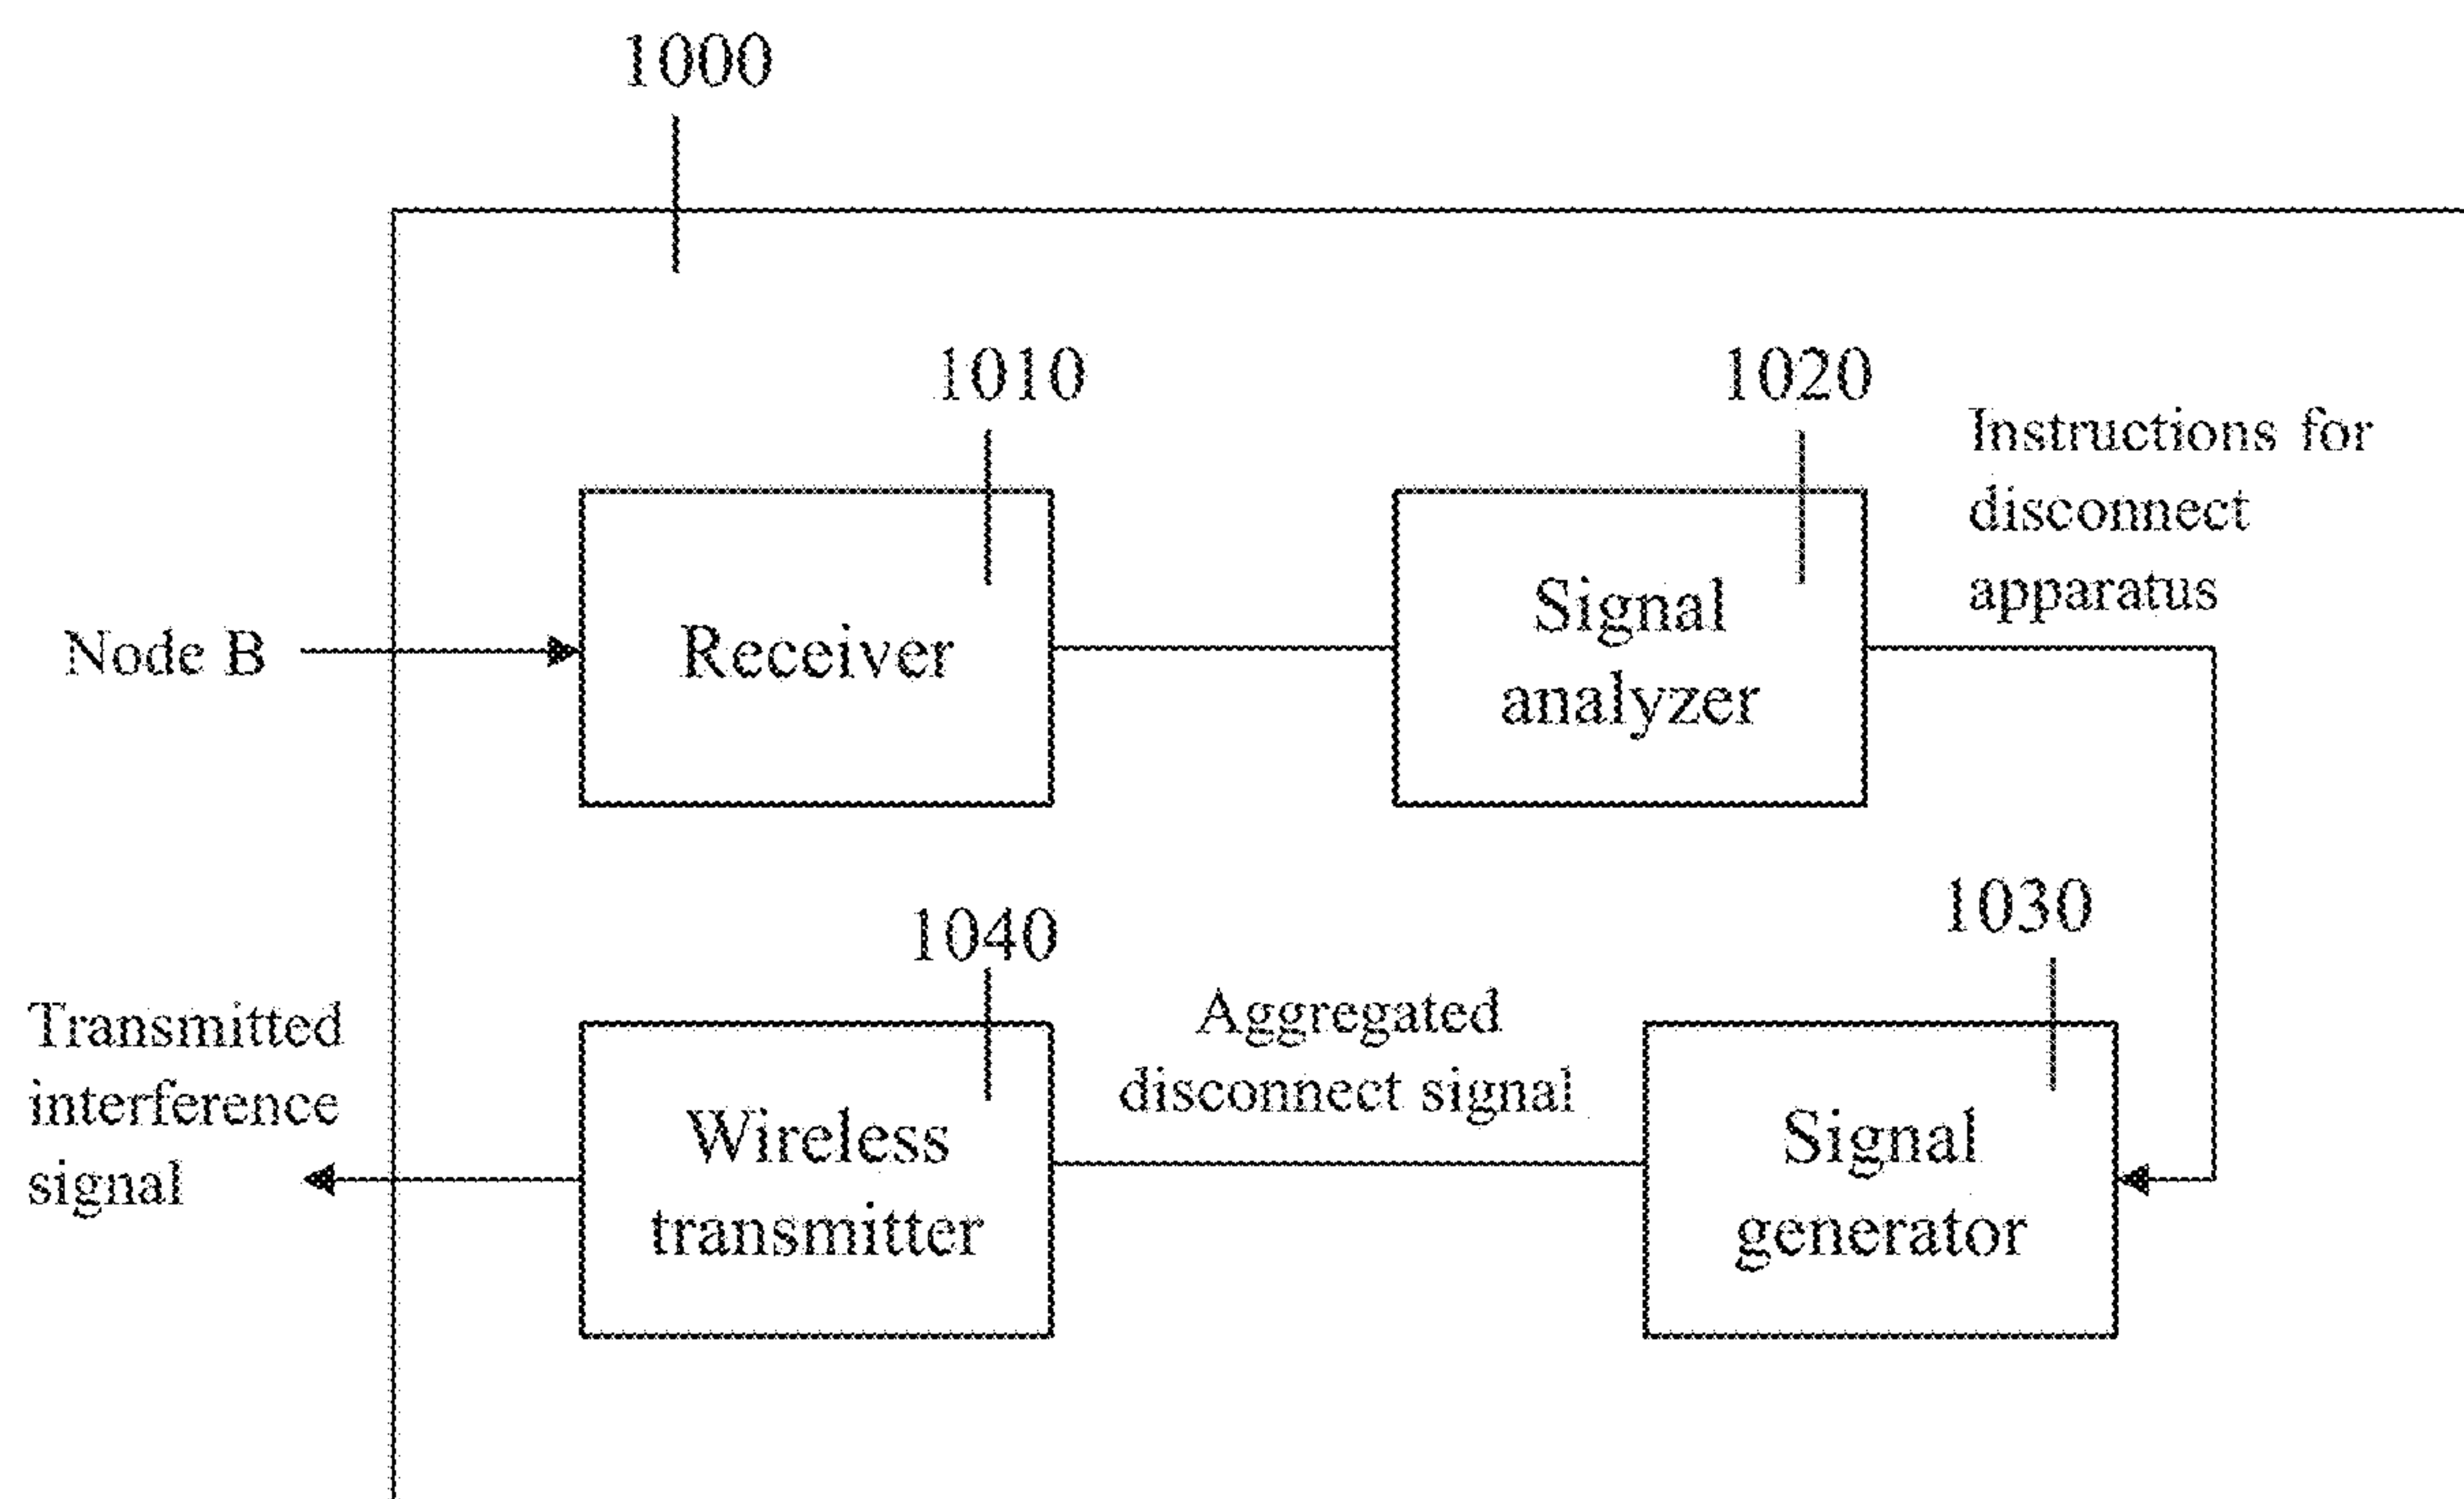 1000
1010
1020
Instructions for
disconnect
apparatus
Node B
Receiver
Signal
analyzer
1040
1030
Transmitted
interference
signal
Wireless
transmitter
Aggregated
disconnect signal
Signal
generator